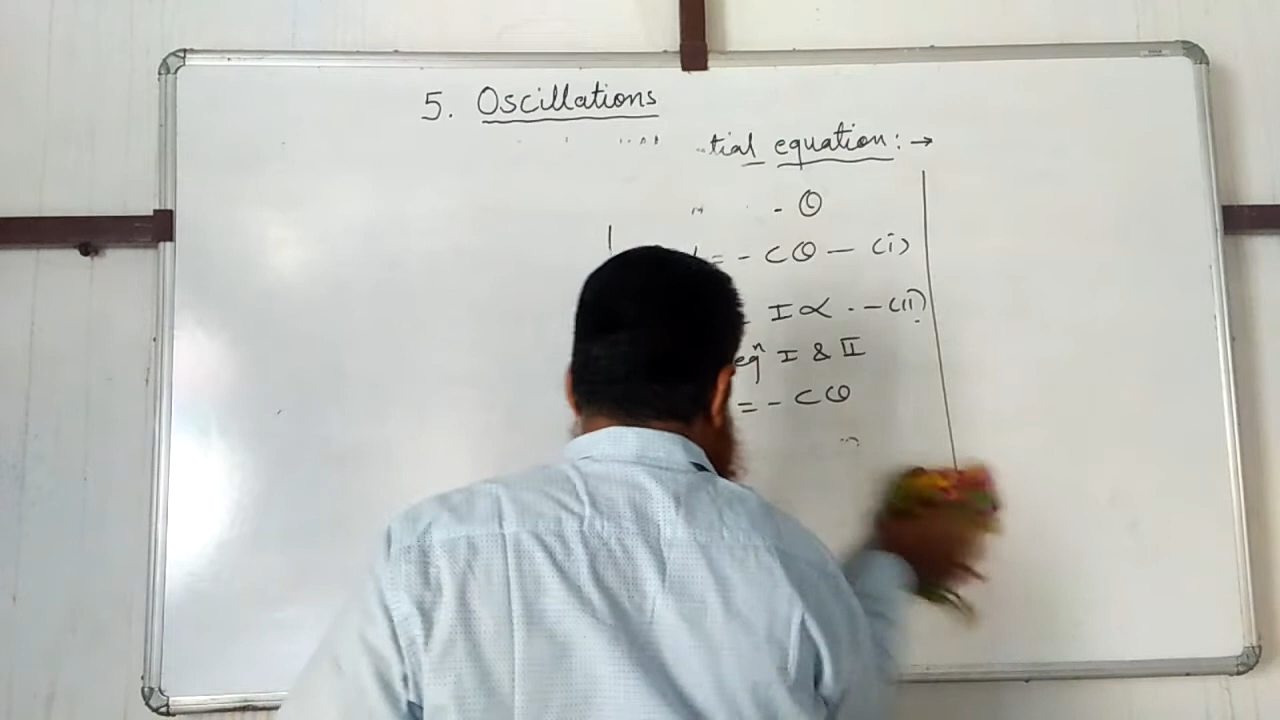 5. Oscillations
tial equation: →
- Θ
= - CΘ - (i)
I α - - (ii)
eqⁿ I & II
= - CΘ